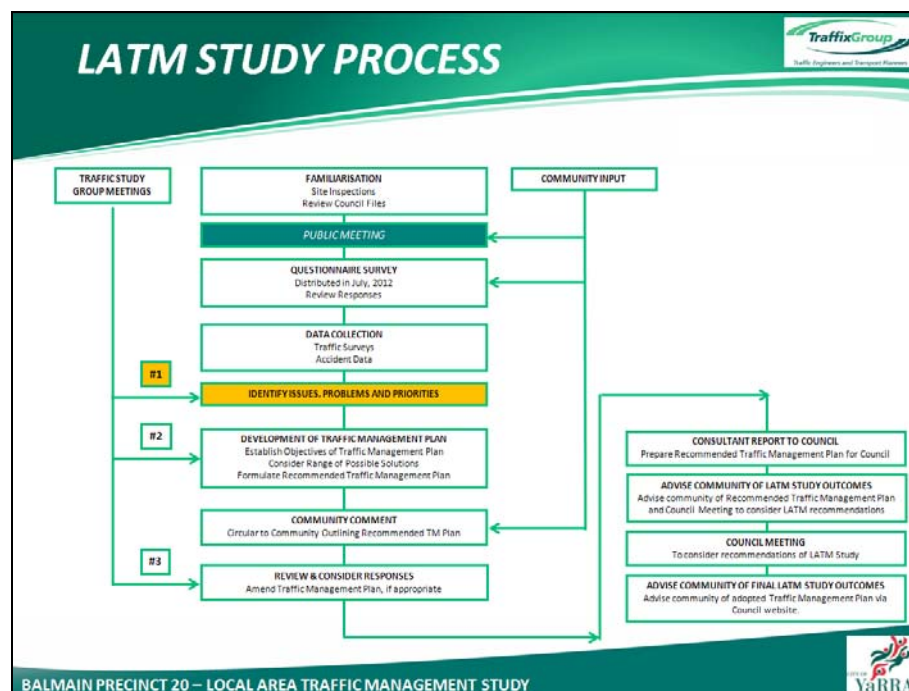 LATM STUDY PROCESS
TraffixGroup
Traffic Engineers and Transport Planners
TRAFFIC STUDY
GROUP MEETINGS
FAMILIARISATION
Site Inspections
Review Council Files
COMMUNITY INPUT
PUBLIC MEETING
QUESTIONNAIRE SURVEY
Distributed in July, 2012
Review Responses
DATA COLLECTION
Traffic Surveys
Accident Data
#1
IDENTIFY ISSUES, PROBLEMS AND PRIORITIES
#2
DEVELOPMENT OF TRAFFIC MANAGEMENT PLAN
Establish Objectives of Traffic Management Plan
Consider Range of Possible Solutions
Formulate Recommended Traffic Management Plan
COMMUNITY COMMENT
Circular to Community Outlining Recommended TM Plan
#3
REVIEW & CONSIDER RESPONSES
Amend Traffic Management Plan, if appropriate
CONSULTANT REPORT TO COUNCIL
Prepare Recommended Traffic Management Plan for Council
ADVISE COMMUNITY OF LATM STUDY OUTCOMES
Advise community of Recommended Traffic Management Plan
and Council Meeting to consider LATM recommendations
COUNCIL MEETING
To consider recommendations of LATM Study
ADVISE COMMUNITY OF FINAL LATM STUDY OUTCOMES
Advise community of adopted Traffic Management Plan via
Council website.
BALMAIN PRECINCT 20 – LOCAL AREA TRAFFIC MANAGEMENT STUDY
CITY OF
YaRRA